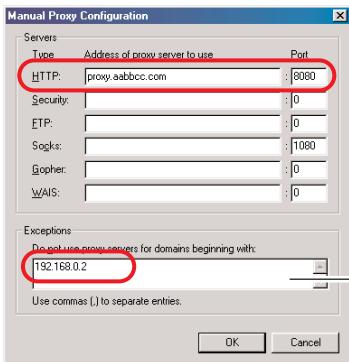 Manual Proxy Configuration
Servers
Type Address of proxy server to use Port
HTTP: proxy.aabbcc.com : 8080
Security: : 0
FTP: : 0
Socks: : 1080
Gopher: : 0
WAIS: : 0
Exceptions
Do not use proxy servers for domains beginning with:
192.168.0.2
Use commas (,) to separate entries.
OK Cancel